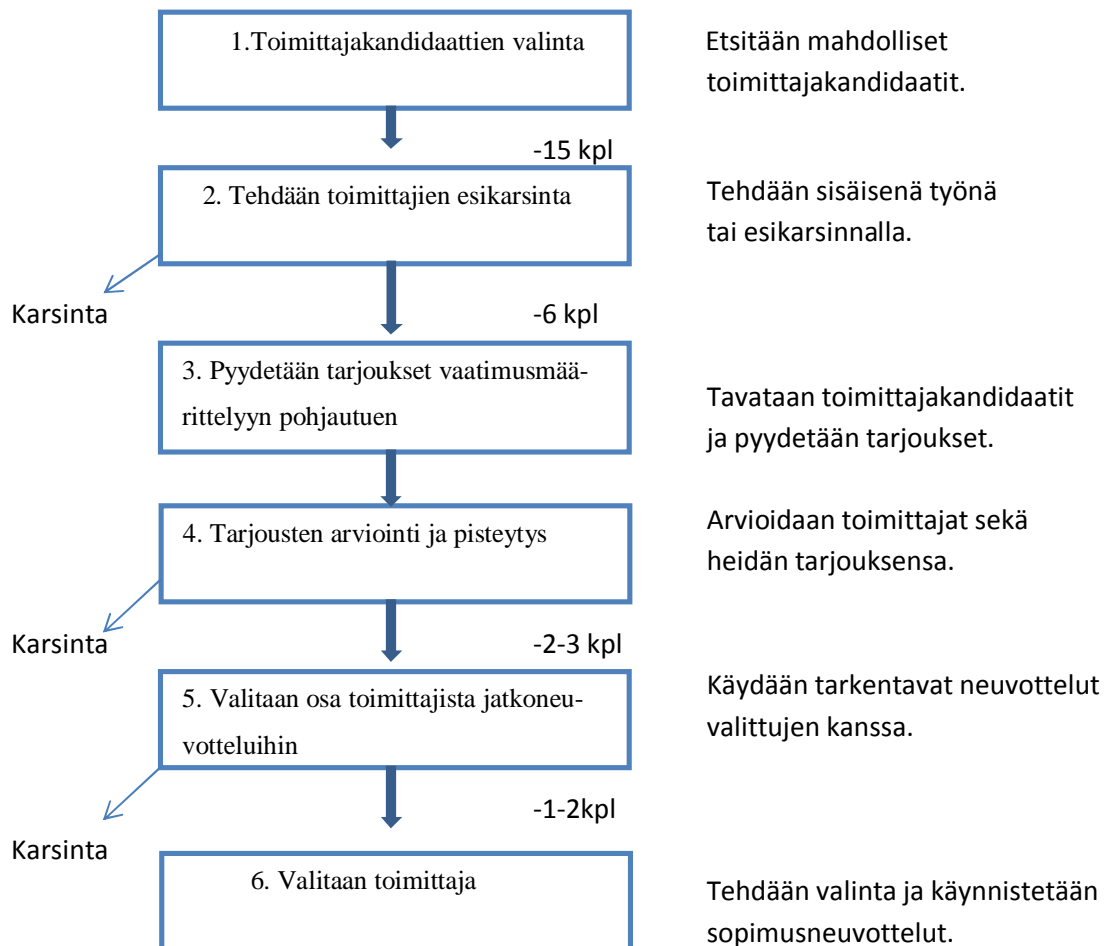 1.Toimittajakandidaattien valinta
Etsitään mahdolliset
toimittajakandidaatit.
-15 kpl
2. Tehdään toimittajien esikarsinta
Tehdään sisäisenä työnä
tai esikarsinnalla.
Karsinta
-6 kpl
3. Pyydetään tarjoukset vaatimusmää-
rittelyyn pohjautuen
Tavataan toimittajakandidaatit
ja pyydetään tarjoukset.
4. Tarjousten arviointi ja pisteytys
Arvioidaan toimittajat sekä
heidän tarjouksensa.
Karsinta
-2-3 kpl
5. Valitaan osa toimittajista jatkoneu-
votteluihin
Käydään tarkentavat neuvottelut
valittujen kanssa.
-1-2kpl
Karsinta
6. Valitaan toimittaja
Tehdään valinta ja käynnistetään
sopimusneuvottelut.